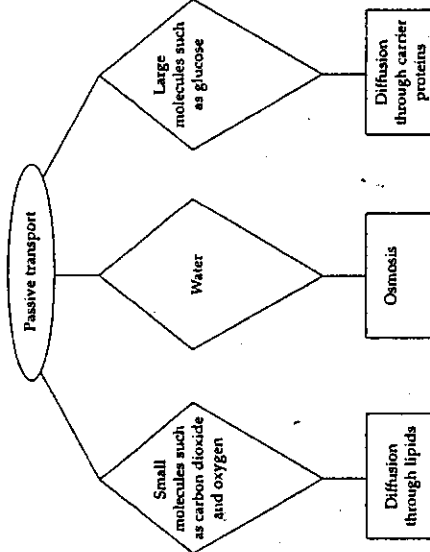 Passive transport
Small
molecules such
as carbon dioxide
and oxygen
Water
Large
molecules such
as glucose
Diffusion
through lipids
Osmosis
Diffusion
through carrier
proteins